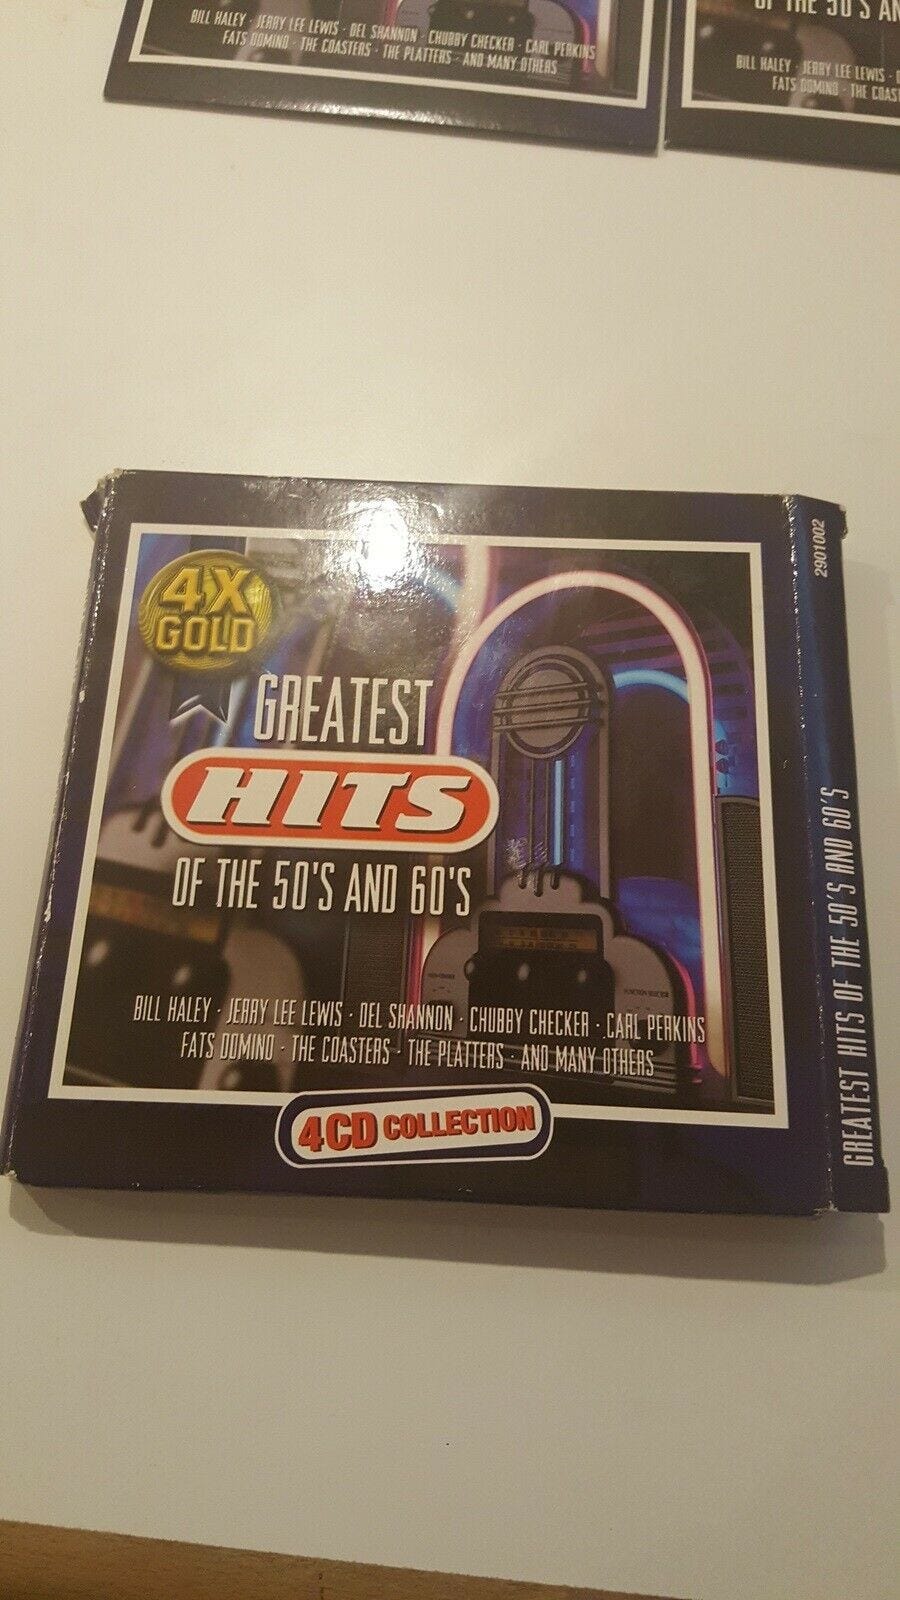 BILL HALEY · JERRY LEE LEWIS · DEL SHANNON · CHUBBY CHECKER · CARL PERKINS
FATS DOMINO · THE COASTERS · THE PLATTERS · AND MANY OTHERS
OF THE 50'S AN
BILL HALEY · JERRY LEE LEWIS ·
FATS DOMINO · THE COAS
4X
GOLD
GREATEST
HITS
OF THE 50'S AND 60'S
BILL HALEY · JERRY LEE LEWIS · DEL SHANNON · CHUBBY CHECKER · CARL PERKINS
FATS DOMINO · THE COASTERS · THE PLATTERS · AND MANY OTHERS
4CD COLLECTION
2901002
GREATEST HITS OF THE 50'S AND 60'S